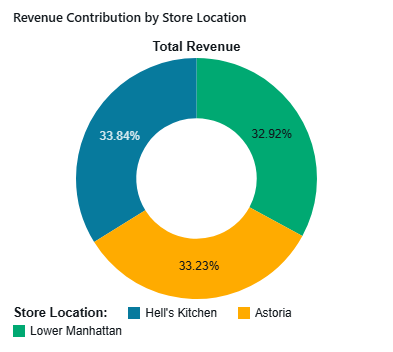 Revenue Contribution by Store Location
Total Revenue
33.84%
32.92%
33.23%
Store Location: Hell's Kitchen Astoria
Lower Manhattan